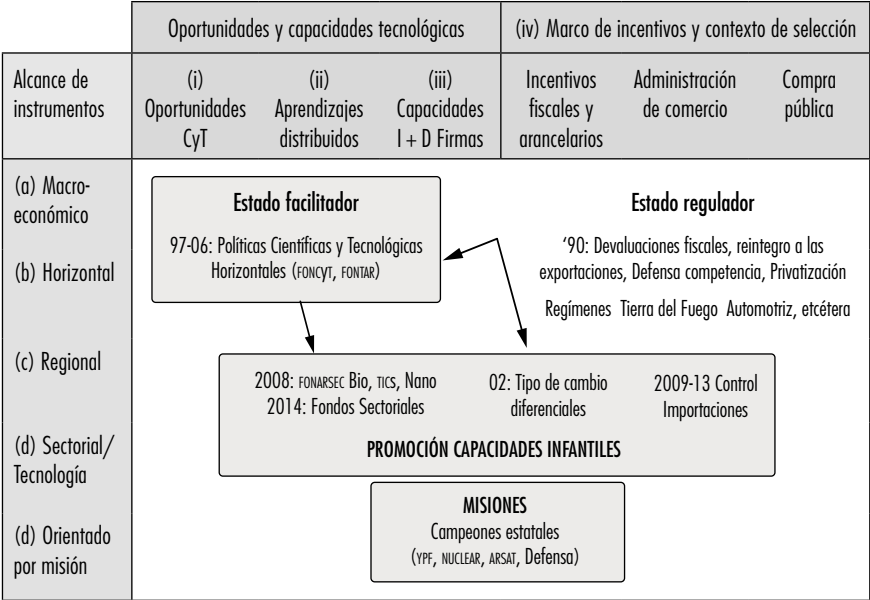 Oportunidades y capacidades tecnológicas
(iv) Marco de incentivos y contexto de selección
Alcance de
instrumentos
(i)
Oportunidades
CyT
(ii)
Aprendizajes
distribuidos
(iii)
Capacidades
I + D Firmas
Incentivos
fiscales y
arancelarios
Administración
de comercio
Compra
pública
(a) Macro-
económico
(b) Horizontal
(c) Regional
(d) Sectorial/
Tecnología
(d) Orientado
por misión
Estado facilitador
97-06: Políticas Científicas y Tecnológicas
Horizontales (FONCYT, FONTAR)
Estado regulador
‘90: Devaluaciones fiscales, reintegro a las
exportaciones, Defensa competencia, Privatización
Regímenes Tierra del Fuego Automotriz, etcétera
2008: FONARSEC Bio, TICS, Nano
2014: Fondos Sectoriales
02: Tipo de cambio
diferenciales
2009-13 Control
Importaciones
PROMOCIÓN CAPACIDADES INFANTILES
MISIONES
Campeones estatales
(YPF, NUCLEAR, ARSAT, Defensa)